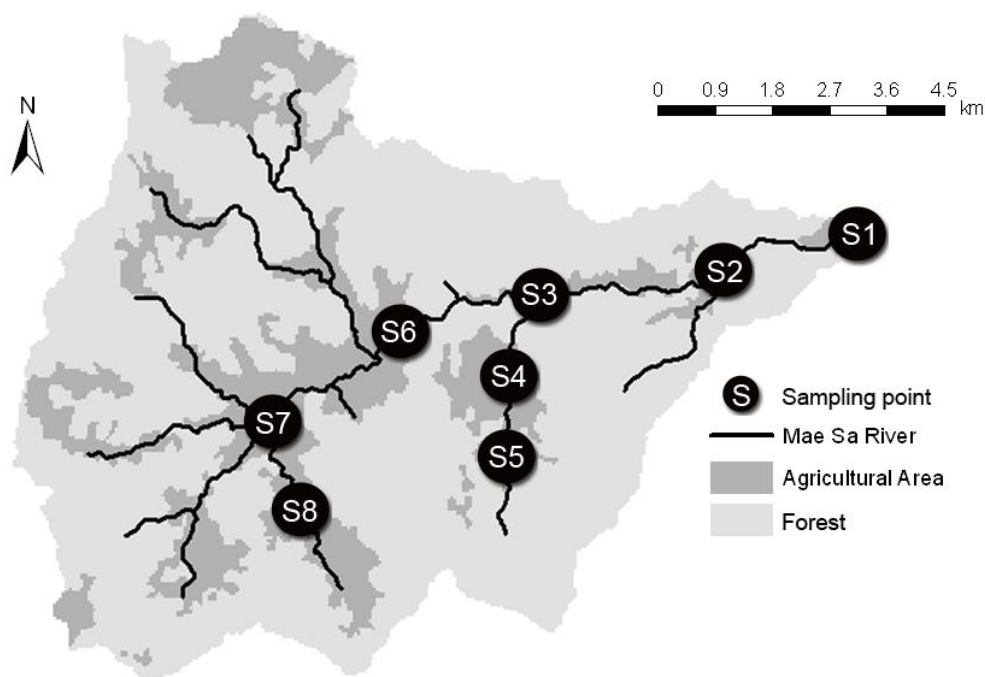 N
0 0.9 1.8 2.7 3.6 4.5
km
S1
S2
S3
S6
S4
S7
S5
S8
S Sampling point
Mae Sa River
Agricultural Area
Forest